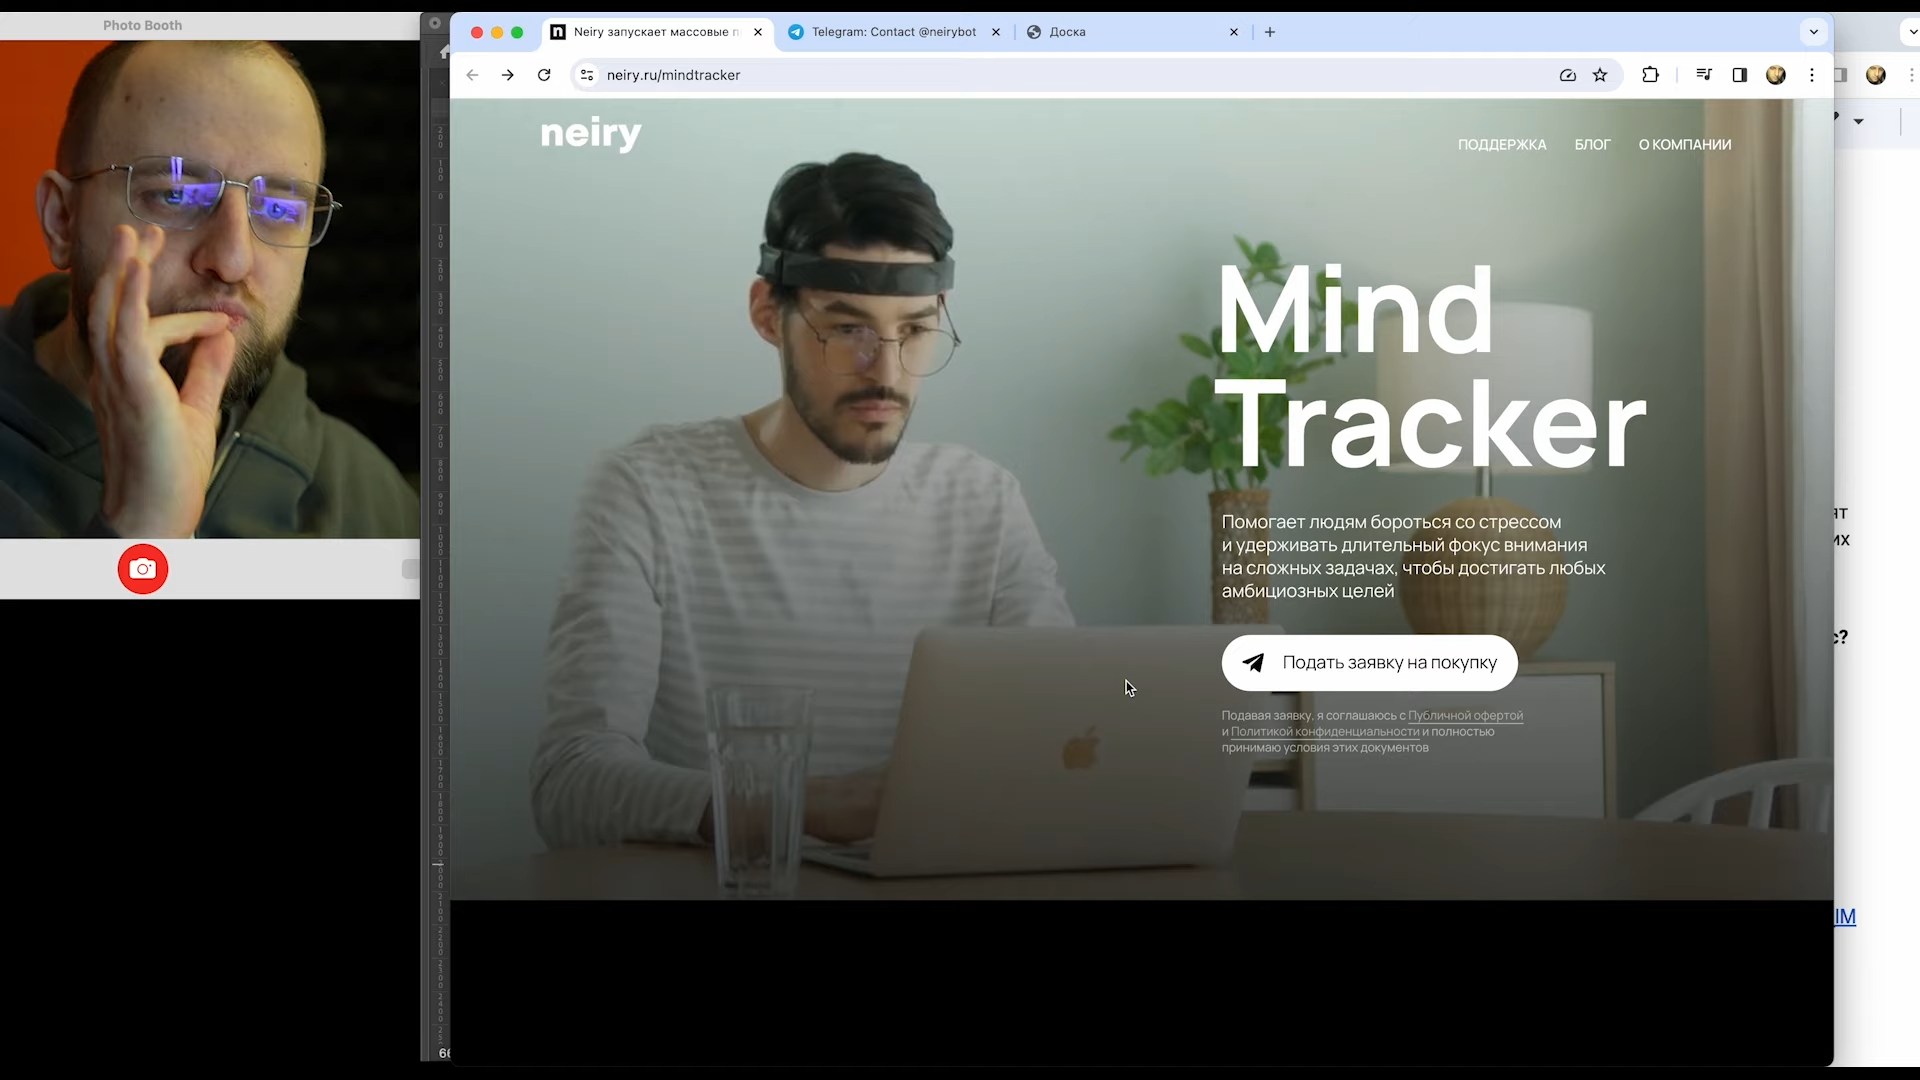 Photo Booth
Neiry запускает массовые п
Telegram: Contact @neirybot
Доска
neiry.ru/mindtracker
neiry
ПОДДЕРЖКА
БЛОГ
О КОМПАНИИ
Mind
Tracker
Помогает людям бороться со стрессом
и удерживать длительный фокус внимания
на сложных задачах, чтобы достигать любых
амбициозных целей
Подать заявку на покупку
Подавая заявку, я соглашаюсь с Публичной офертой
и Политикой конфиденциальности и полностью
принимаю условия этих документов